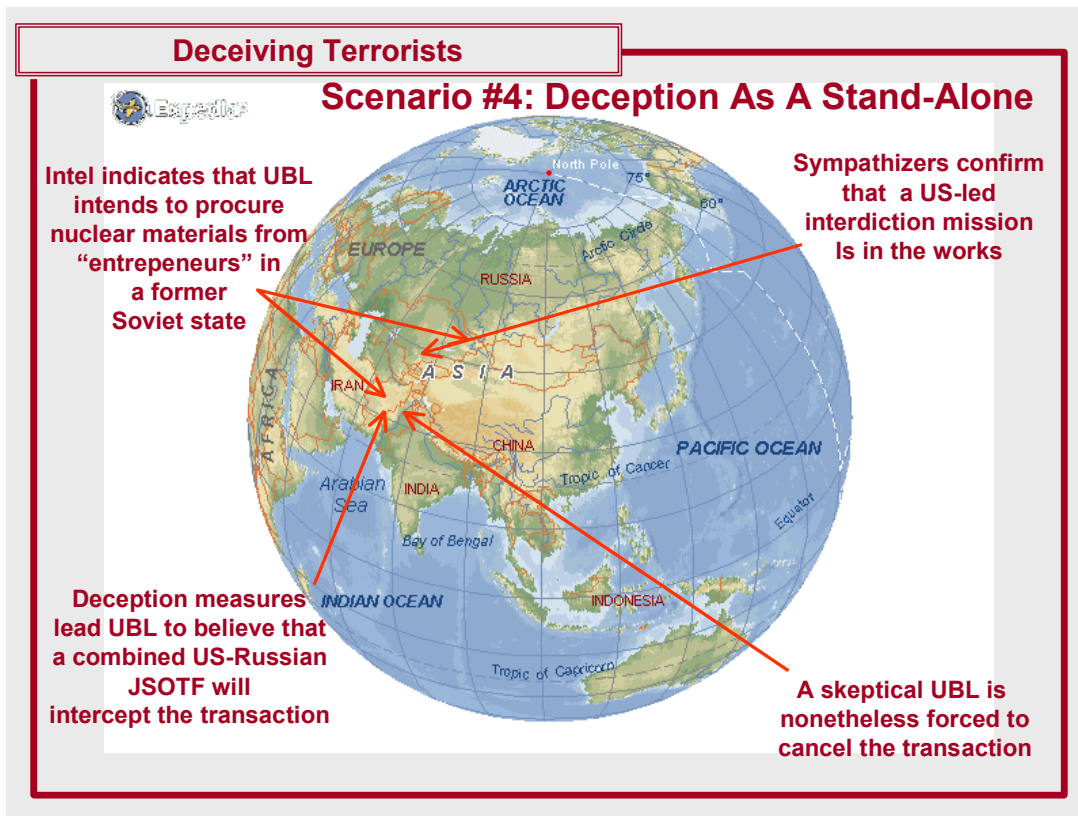 Deceiving Terrorists
Scenario #4: Deception As A Stand-Alone
Expedia
Intel indicates that UBL
intends to procure
nuclear materials from
“entrepeneurs” in
a former
Soviet state
Sympathizers confirm
that a US-led
interdiction mission
Is in the works
North Pole
75°
60°
ARCTIC
OCEAN
Arctic Circle
EUROPE
RUSSIA
ASIA
IRAN
AFRICA
CHINA
PACIFIC OCEAN
Tropic of Cancer
Arabian
Sea
INDIA
Equator
Bay of Bengal
INDIAN OCEAN
INDONESIA
Tropic of Capricorn
Deception measures
lead UBL to believe that
a combined US-Russian
JSOTF will
intercept the transaction
A skeptical UBL is
nonetheless forced to
cancel the transaction